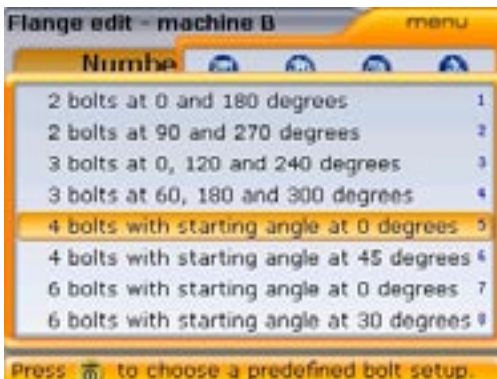 Flange edit - machine B menu
Numbe
2 bolts at 0 and 180 degrees 1
2 bolts at 90 and 270 degrees 2
3 bolts at 0, 120 and 240 degrees 3
3 bolts at 60, 180 and 300 degrees 4
4 bolts with starting angle at 0 degrees 5
4 bolts with starting angle at 45 degrees 6
6 bolts with starting angle at 0 degrees 7
6 bolts with starting angle at 30 degrees 8
Press to choose a predefined bolt setup.